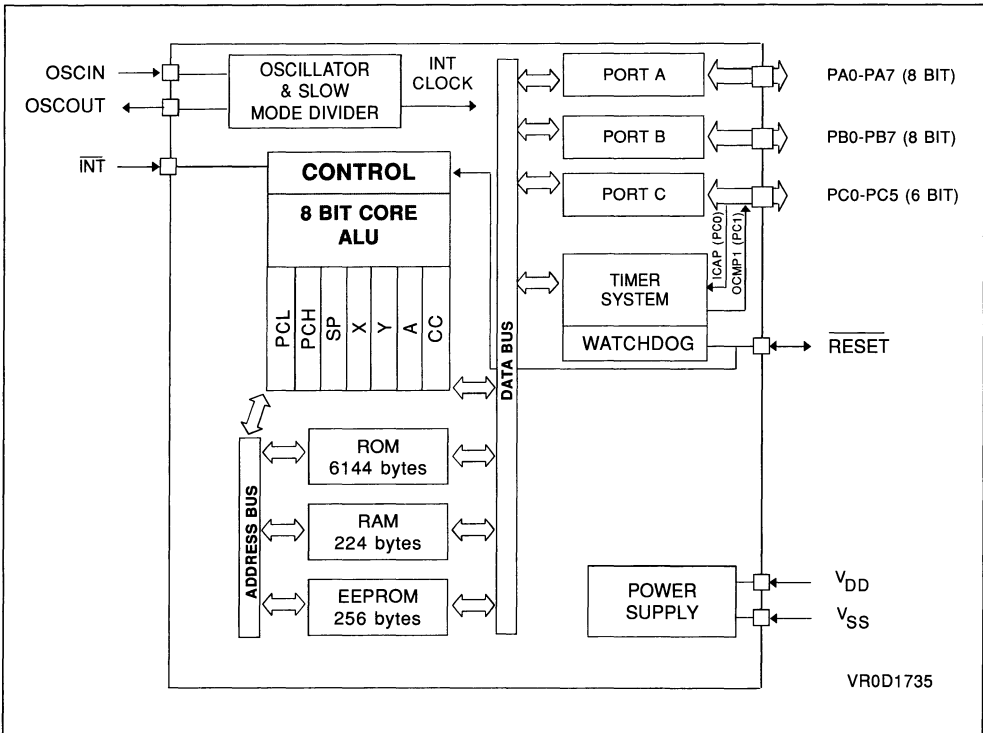 OSCIN
OSCOUT
INT
OSCILLATOR
& SLOW
MODE DIVIDER
INT
CLOCK
CONTROL
8 BIT CORE
ALU
PCL
PCH
SP
X
Y
A
CC
ADDRESS BUS
ROM
6144 bytes
RAM
224 bytes
EEPROM
256 bytes
DATA BUS
PORT A
PORT B
PORT C
PA0-PA7 (8 BIT)
PB0-PB7 (8 BIT)
PC0-PC5 (6 BIT)
ICAP (PC0)
OCMP1 (PC1)
TIMER
SYSTEM
WATCHDOG
RESET
POWER
SUPPLY
VDD
VSS
VR0D1735